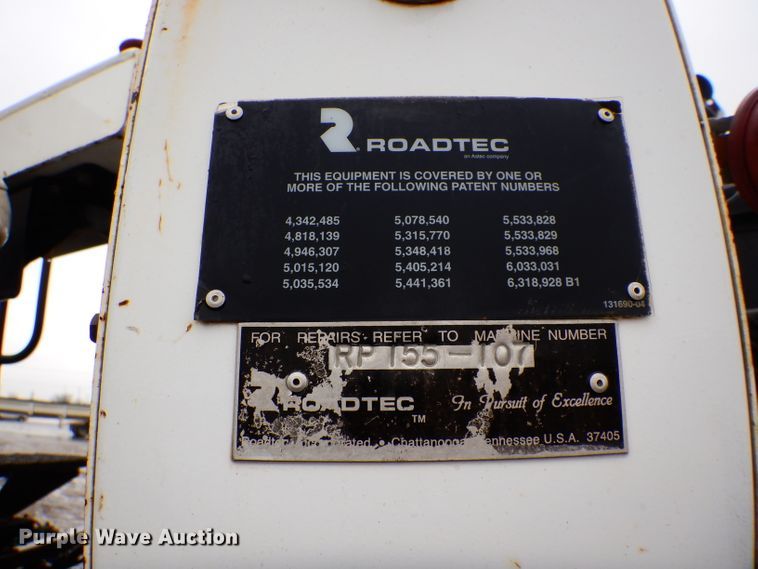 ROADTEC
an Astec company
THIS EQUIPMENT IS COVERED BY ONE OR
MORE OF THE FOLLOWING PATENT NUMBERS
4,342,485 5,078,540 5,533,828
4,818,139 5,315,770 5,533,829
4,946,307 5,348,418 5,533,968
5,015,120 5,405,214 6,033,031
5,035,534 5,441,361 6,318,928 B1
131690-04
FOR REPAIRS REFER TO MACHINE NUMBER
RP 155-107
ROADTEC
TM
In Pursuit of Excellence
Roadtec Incorporated • Chattanooga, Tennessee U.S.A. 37405
Purple Wave Auction